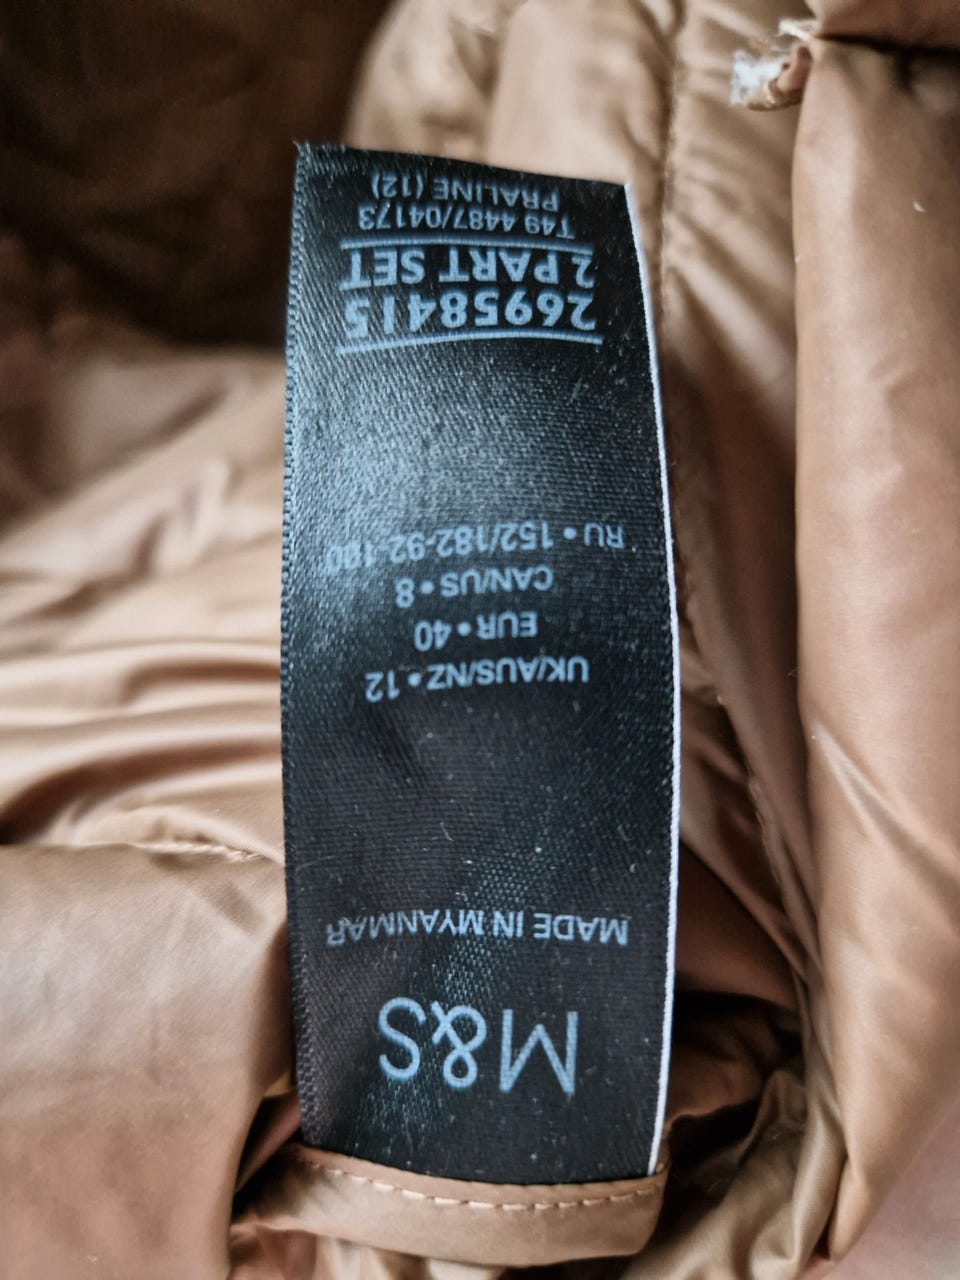 M&S
MADE IN MYANMAR
UK/AUS/NZ • 12
EUR • 40
CAN/US • 8
RU • 152/182-92-100
26958415
2 PART SET
T49 4487/04173
PRALINE (12)